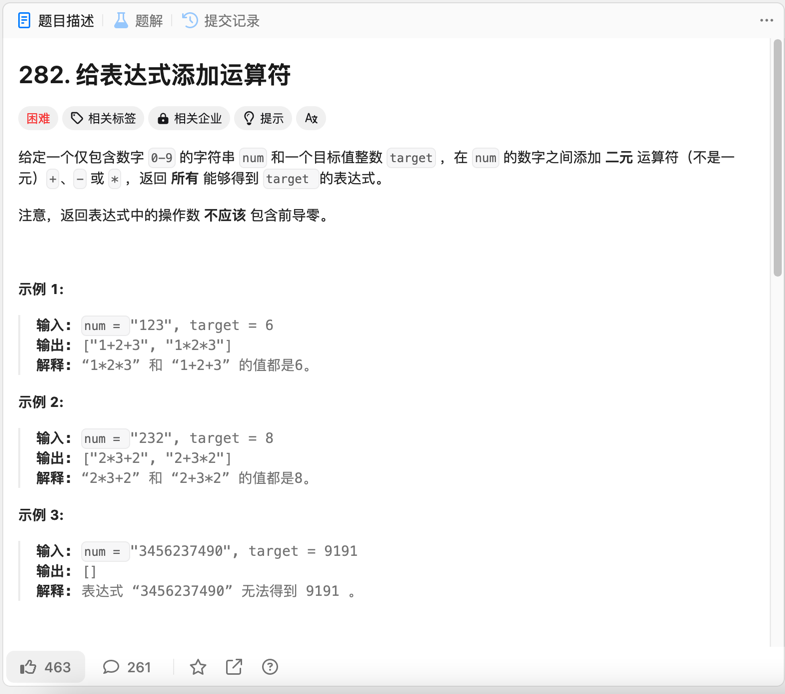 题目描述 题解 提交记录
282. 给表达式添加运算符
困难 相关标签 相关企业 提示
给定一个仅包含数字 0-9 的字符串 num 和一个目标值整数 target ，在 num 的数字之间添加 二元 运算符（不是一
元）+、- 或 * ，返回 所有 能够得到 target 的表达式。
注意，返回表达式中的操作数 不应该 包含前导零。
示例 1:
输入: num = "123", target = 6
输出: ["1+2+3", "1*2*3"]
解释: “1*2*3” 和 “1+2+3” 的值都是6。
示例 2:
输入: num = "232", target = 8
输出: ["2*3+2", "2+3*2"]
解释: “2*3+2” 和 “2+3*2” 的值都是8。
示例 3:
输入: num = "3456237490", target = 9191
输出: []
解释: 表达式 “3456237490” 无法得到 9191 。
463 261